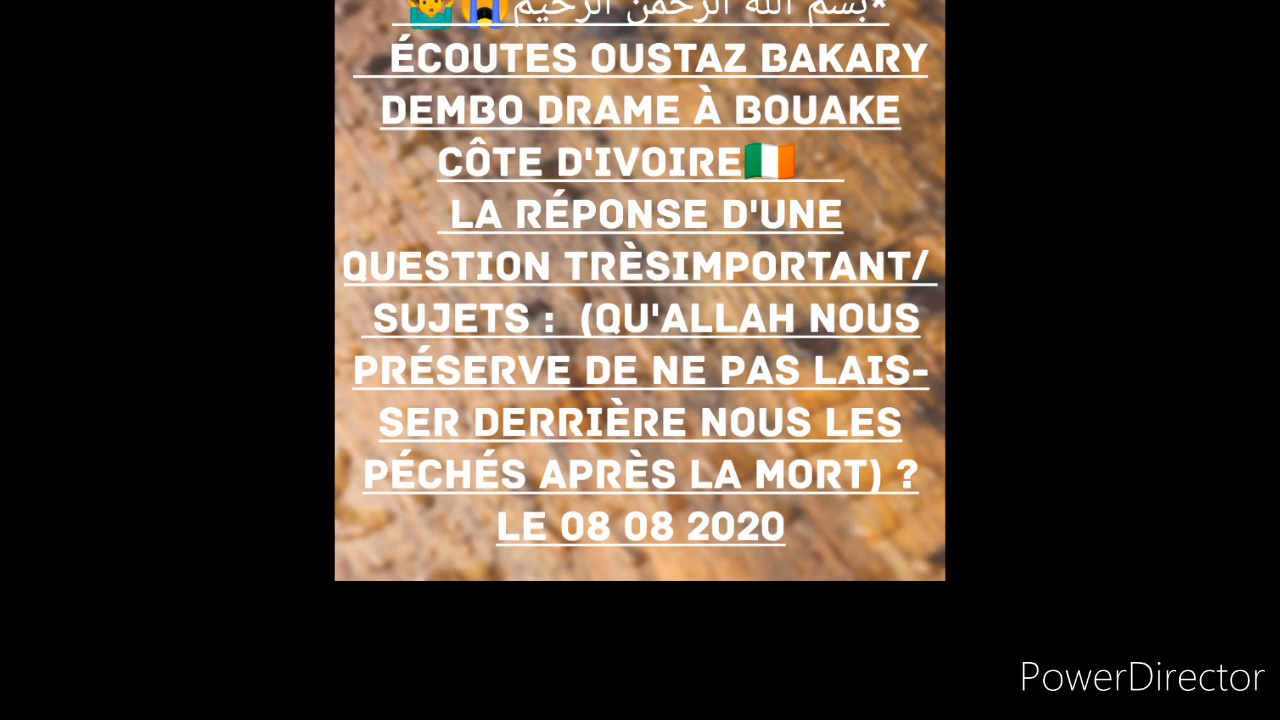 *بسم الله الرحمن الرحيم😭🤷‍♂️
ÉCOUTES OUSTAZ BAKARY
DEMBO DRAME À BOUAKE
CÔTE D'IVOIRE🇮🇪
LA RÉPONSE D'UNE
QUESTION TRÈSIMPORTANT/
SUJETS : (QU'ALLAH NOUS
PRÉSERVE DE NE PAS LAIS-
SER DERRIÈRE NOUS LES
PÉCHÉS APRÈS LA MORT) ?
LE 08 08 2020
PowerDirector